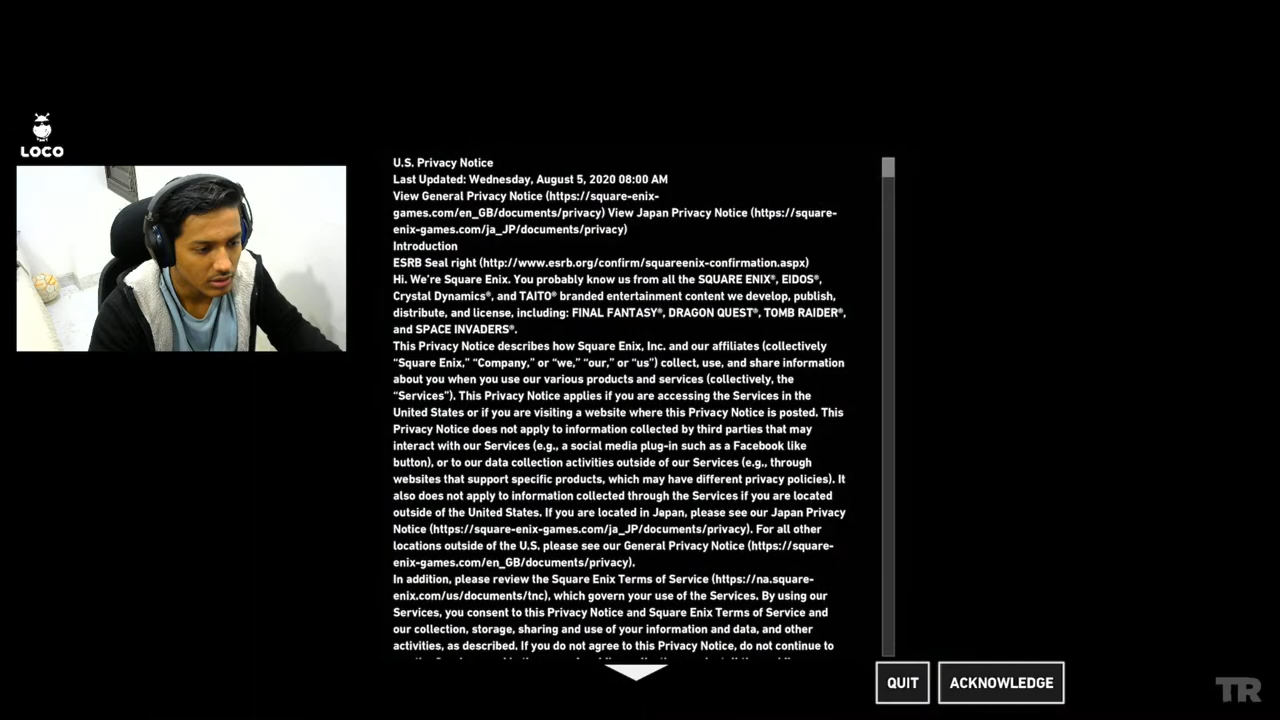 LOCO
U.S. Privacy Notice
Last Updated: Wednesday, August 5, 2020 08:00 AM
View General Privacy Notice (https://square-enix-
games.com/en_GB/documents/privacy) View Japan Privacy Notice (https://square-
enix-games.com/ja_JP/documents/privacy)
Introduction
ESRB Seal right (http://www.esrb.org/confirm/squareenix-confirmation.aspx)
Hi. We're Square Enix. You probably know us from all the SQUARE ENIX®, EIDOS®,
Crystal Dynamics®, and TAITO® branded entertainment content we develop, publish,
distribute, and license, including: FINAL FANTASY®, DRAGON QUEST®, TOMB RAIDER®,
and SPACE INVADERS®.
This Privacy Notice describes how Square Enix, Inc. and our affiliates (collectively
“Square Enix,” “Company,” or “we,” “our,” or “us”) collect, use, and share information
about you when you use our various products and services (collectively, the
“Services”). This Privacy Notice applies if you are accessing the Services in the
United States or if you are visiting a website where this Privacy Notice is posted. This
Privacy Notice does not apply to information collected by third parties that may
interact with our Services (e.g., a social media plug-in such as a Facebook like
button), or to our data collection activities outside of our Services (e.g., through
websites that support specific products, which may have different privacy policies). It
also does not apply to information collected through the Services if you are located
outside of the United States. If you are located in Japan, please see our Japan Privacy
Notice (https://square-enix-games.com/ja_JP/documents/privacy). For all other
locations outside of the U.S. please see our General Privacy Notice (https://square-
enix-games.com/en_GB/documents/privacy).
In addition, please review the Square Enix Terms of Service (https://na.square-
enix.com/us/documents/tnc), which govern your use of the Services. By using our
Services, you consent to this Privacy Notice and Square Enix Terms of Service and
our collection, storage, sharing and use of your information and data, and other
activities, as described. If you do not agree to this Privacy Notice, do not continue to
QUIT
ACKNOWLEDGE
TR